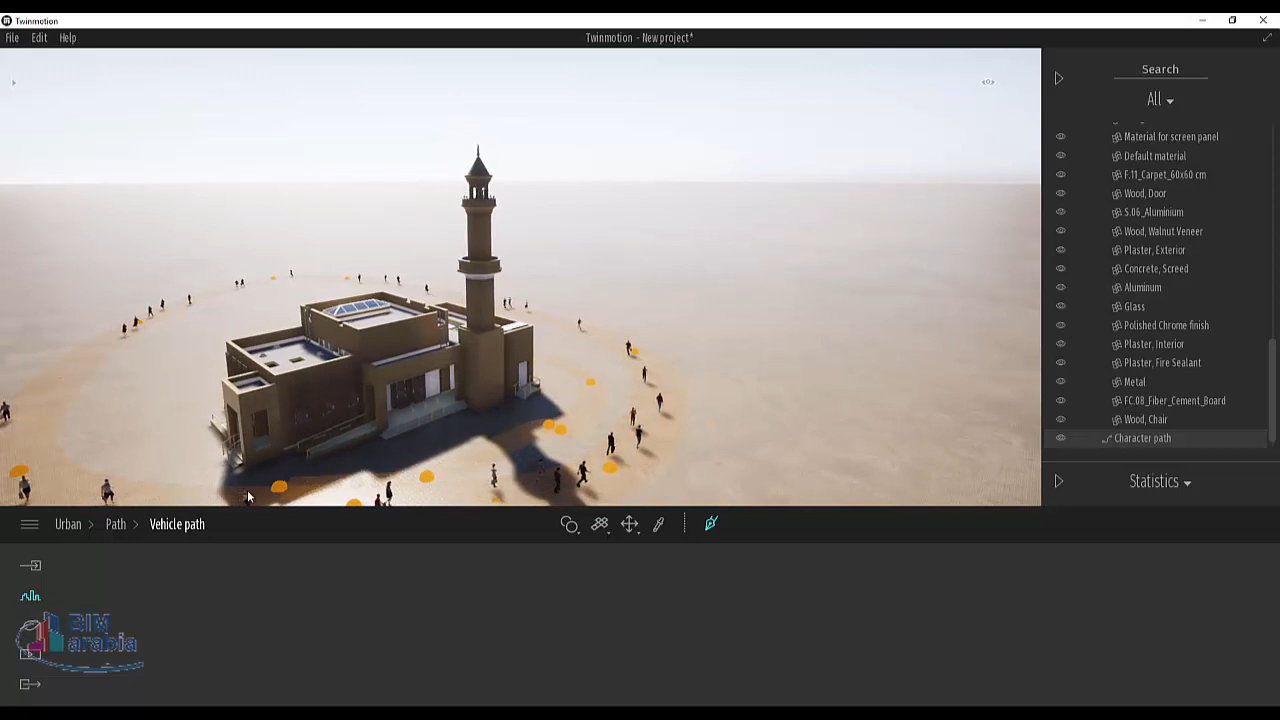 Twinmotion
File Edit Help
Twinmotion - New project*
Search
All
Material for screen panel
Default material
F.11_Carpet_60x60 cm
Wood, Door
S.06_Aluminium
Wood, Walnut Veneer
Plaster, Exterior
Concrete, Screed
Aluminum
Glass
Polished Chrome finish
Plaster, Interior
Plaster, Fire Sealant
Metal
FC.08_Fiber_Cement_Board
Wood, Chair
Character path
Statistics
Urban > Path > Vehicle path
BIM
arabia